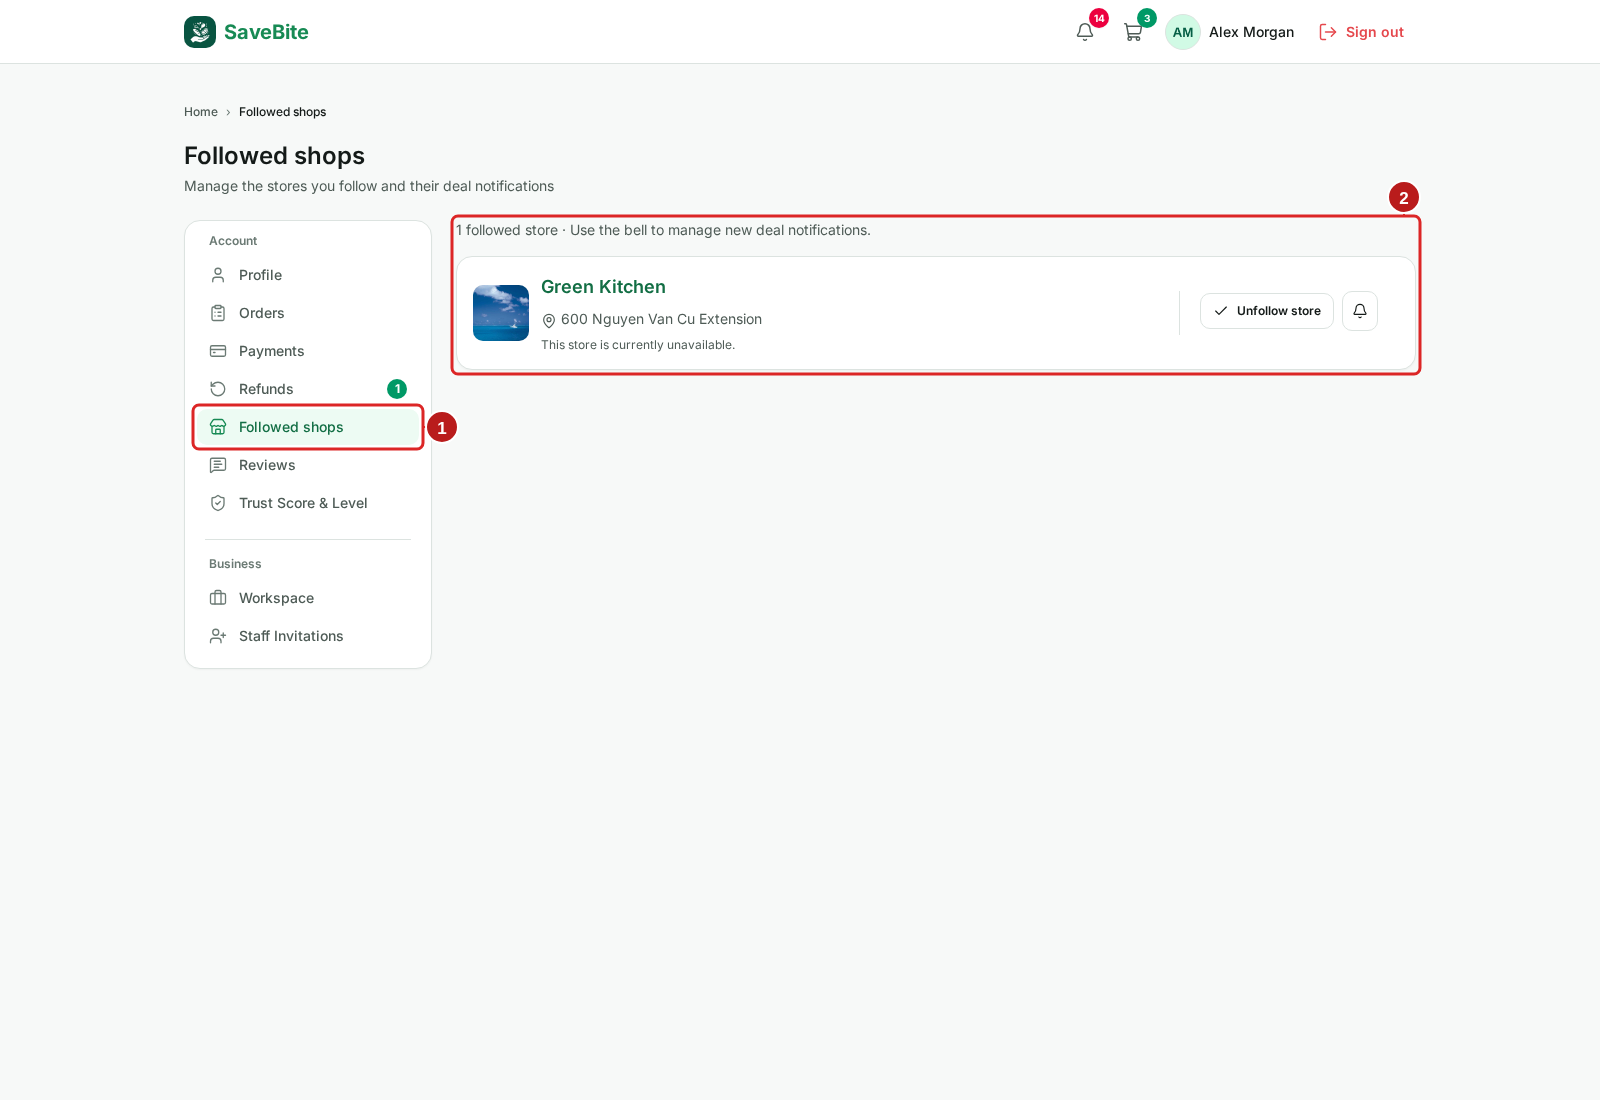 SaveBite
14
3
AM
Alex Morgan
Sign out
Home › Followed shops
Followed shops
Manage the stores you follow and their deal notifications
2
Account
Profile
Orders
Payments
Refunds
1
Followed shops
1
Reviews
Trust Score & Level
Business
Workspace
Staff Invitations
1 followed store · Use the bell to manage new deal notifications.
Green Kitchen
600 Nguyen Van Cu Extension
This store is currently unavailable.
Unfollow store